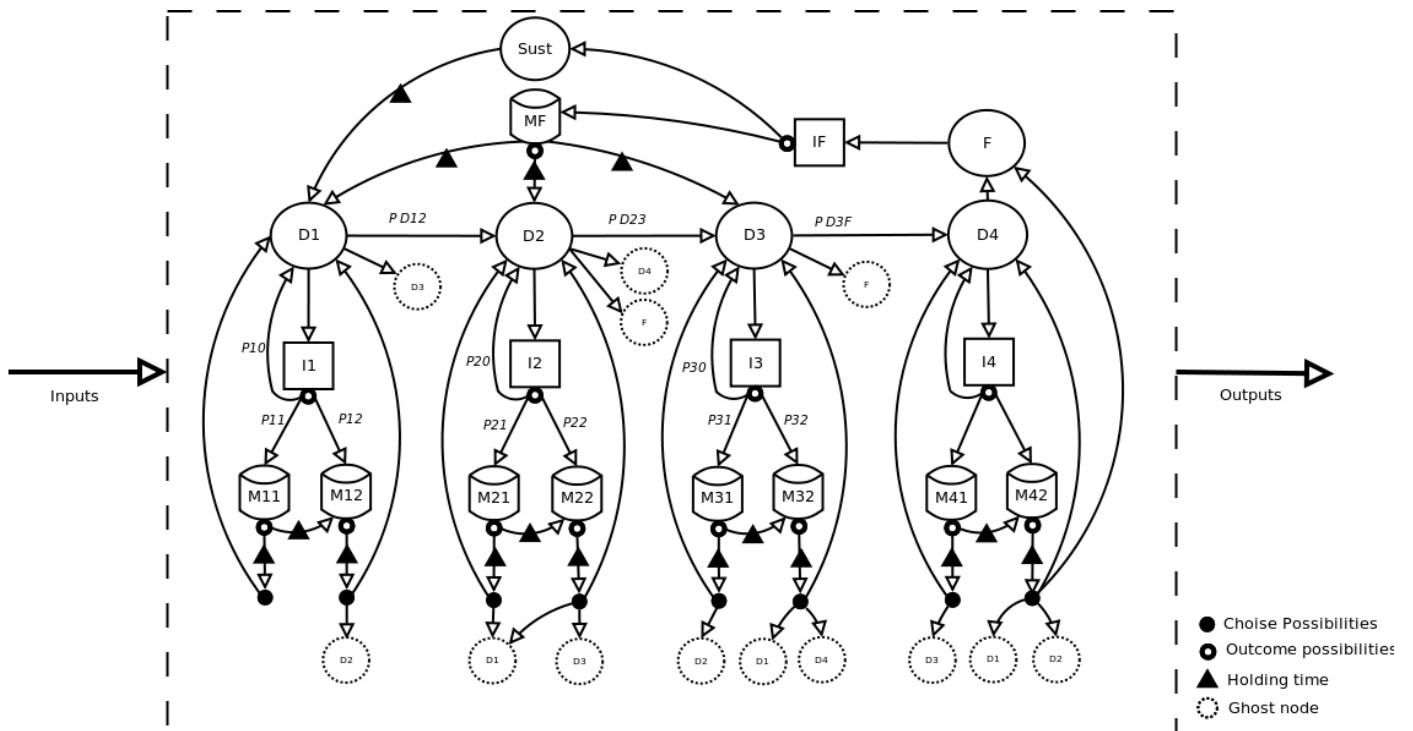 Sust
MF
IF
F
D1
P D12
D2
P D23
D3
P D3F
D4
D3
D4
F
F
P10
I1
P20
I2
P30
I3
I4
Inputs
Outputs
P11
P12
P21
P22
P31
P32
M11
M12
M21
M22
M31
M32
M41
M42
D2
D1
D3
D2
D1
D4
D3
D1
D2
Choise Possibilities
Outcome possibilities
Holding time
Ghost node